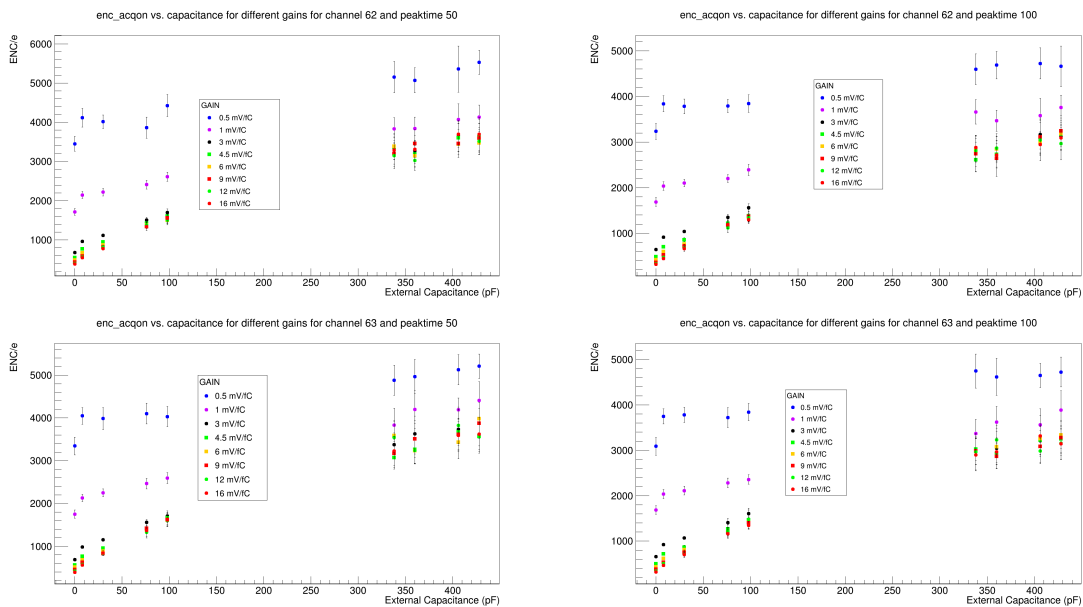 enc_acqon vs. capacitance for different gains for channel 62 and peaktime 50
ENC/e
6000
5000
4000
3000
2000
1000
GAIN
0.5 mV/fC
1 mV/fC
3 mV/fC
4.5 mV/fC
6 mV/fC
9 mV/fC
12 mV/fC
16 mV/fC
0 50 100 150 200 250 300 350 400
External Capacitance (pF)
enc_acqon vs. capacitance for different gains for channel 62 and peaktime 100
ENC/e
5000
4000
3000
2000
1000
GAIN
0.5 mV/fC
1 mV/fC
3 mV/fC
4.5 mV/fC
6 mV/fC
9 mV/fC
12 mV/fC
16 mV/fC
0 50 100 150 200 250 300 350 400
External Capacitance (pF)
enc_acqon vs. capacitance for different gains for channel 63 and peaktime 50
ENC/e
5000
4000
3000
2000
1000
GAIN
0.5 mV/fC
1 mV/fC
3 mV/fC
4.5 mV/fC
6 mV/fC
9 mV/fC
12 mV/fC
16 mV/fC
0 50 100 150 200 250 300 350 400
External Capacitance (pF)
enc_acqon vs. capacitance for different gains for channel 63 and peaktime 100
ENC/e
5000
4000
3000
2000
1000
GAIN
0.5 mV/fC
1 mV/fC
3 mV/fC
4.5 mV/fC
6 mV/fC
9 mV/fC
12 mV/fC
16 mV/fC
0 50 100 150 200 250 300 350 400
External Capacitance (pF)